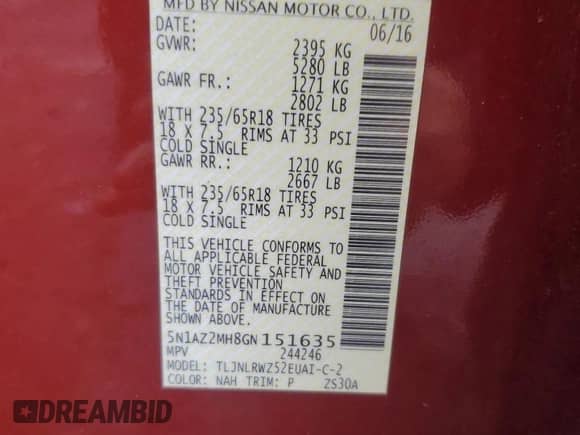 MFD BY NISSAN MOTOR CO., LTD.
DATE: 06/16
GVWR: 2395 KG
5280 LB
GAWR FR.: 1271 KG
2802 LB
WITH 235/65R18 TIRES
18 X 7.5 RIMS AT 33 PSI
COLD SINGLE
GAWR RR.: 1210 KG
2667 LB
WITH 235/65R18 TIRES
18 X 7.5 RIMS AT 33 PSI
COLD SINGLE
THIS VEHICLE CONFORMS TO
ALL APPLICABLE FEDERAL
MOTOR VEHICLE SAFETY AND
THEFT PREVENTION
STANDARDS IN EFFECT ON
THE DATE OF MANUFACTURE
SHOWN ABOVE.
5N1AZ2MH8GN151635
MPV 244246
MODEL: TLJNLRWZ52EUAI-C-2
COLOR: NAH TRIM: P ZS30A
DREAMBID